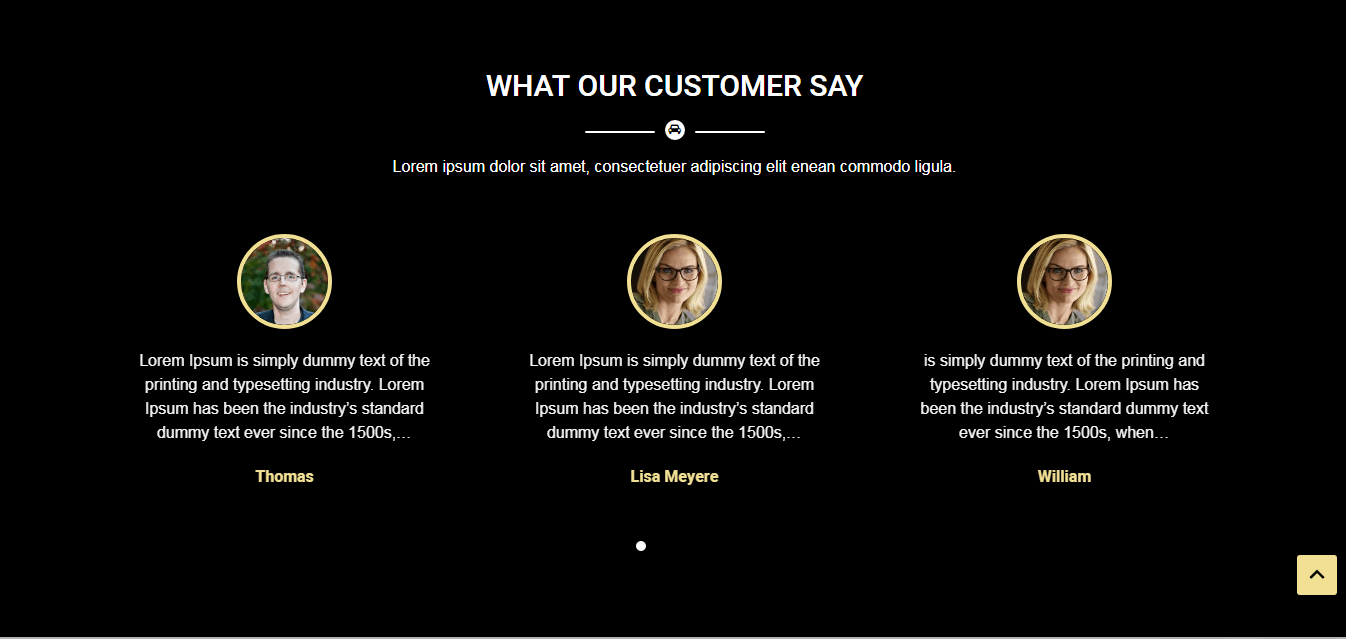 WHAT OUR CUSTOMER SAY
Lorem ipsum dolor sit amet, consectetuer adipiscing elit enean commodo ligula.
Lorem Ipsum is simply dummy text of the
printing and typesetting industry. Lorem
Ipsum has been the industry’s standard
dummy text ever since the 1500s,…
Thomas
Lorem Ipsum is simply dummy text of the
printing and typesetting industry. Lorem
Ipsum has been the industry’s standard
dummy text ever since the 1500s,…
Lisa Meyere
is simply dummy text of the printing and
typesetting industry. Lorem Ipsum has
been the industry’s standard dummy text
ever since the 1500s, when…
William